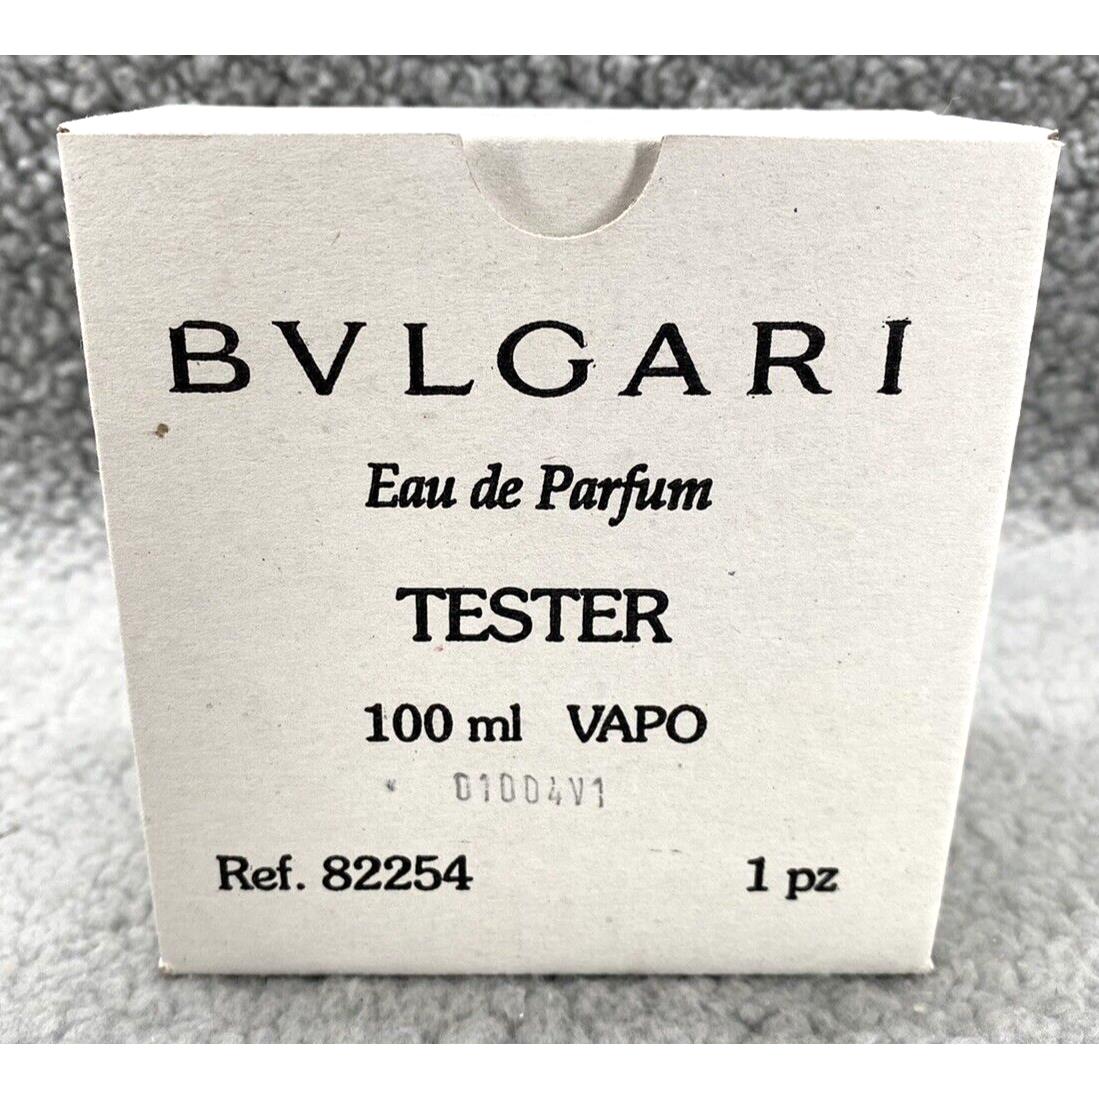 BVLGARI
Eau de Parfum
TESTER
100 ml VAPO
01004V1
Ref. 82254 1 pz